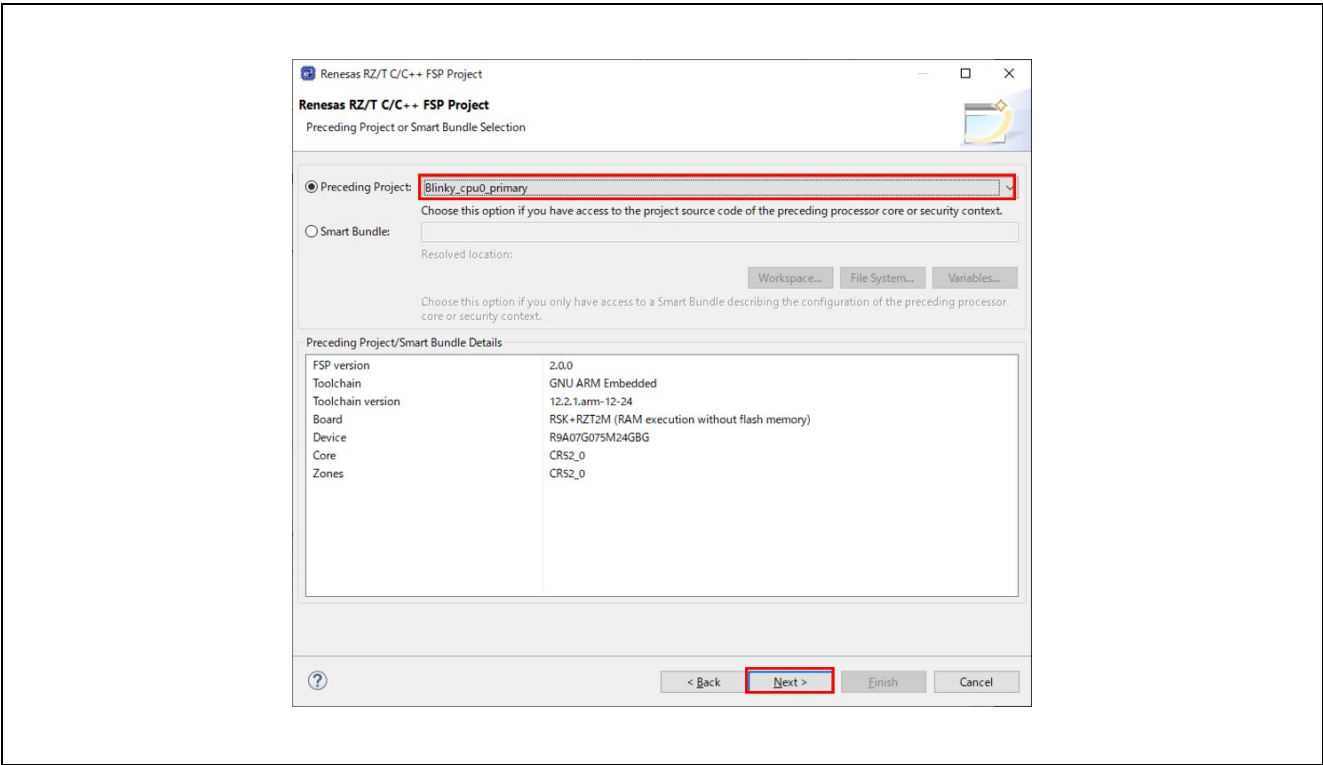 Renesas RZ/T C/C++ FSP Project
Renesas RZ/T C/C++ FSP Project
Preceding Project or Smart Bundle Selection
Preceding Project: Blinky_cpu0_primary
Choose this option if you have access to the project source code of the preceding processor core or security context.
Smart Bundle:
Resolved location:
Workspace... File System... Variables...
Choose this option if you only have access to a Smart Bundle describing the configuration of the preceding processor
core or security context.
Preceding Project/Smart Bundle Details
FSP version 2.0.0
Toolchain GNU ARM Embedded
Toolchain version 12.2.1.arm-12-24
Board RSK+RZT2M (RAM execution without flash memory)
Device R9A07G075M24GBG
Core CR52_0
Zones CR52_0
? < Back Next > Finish Cancel